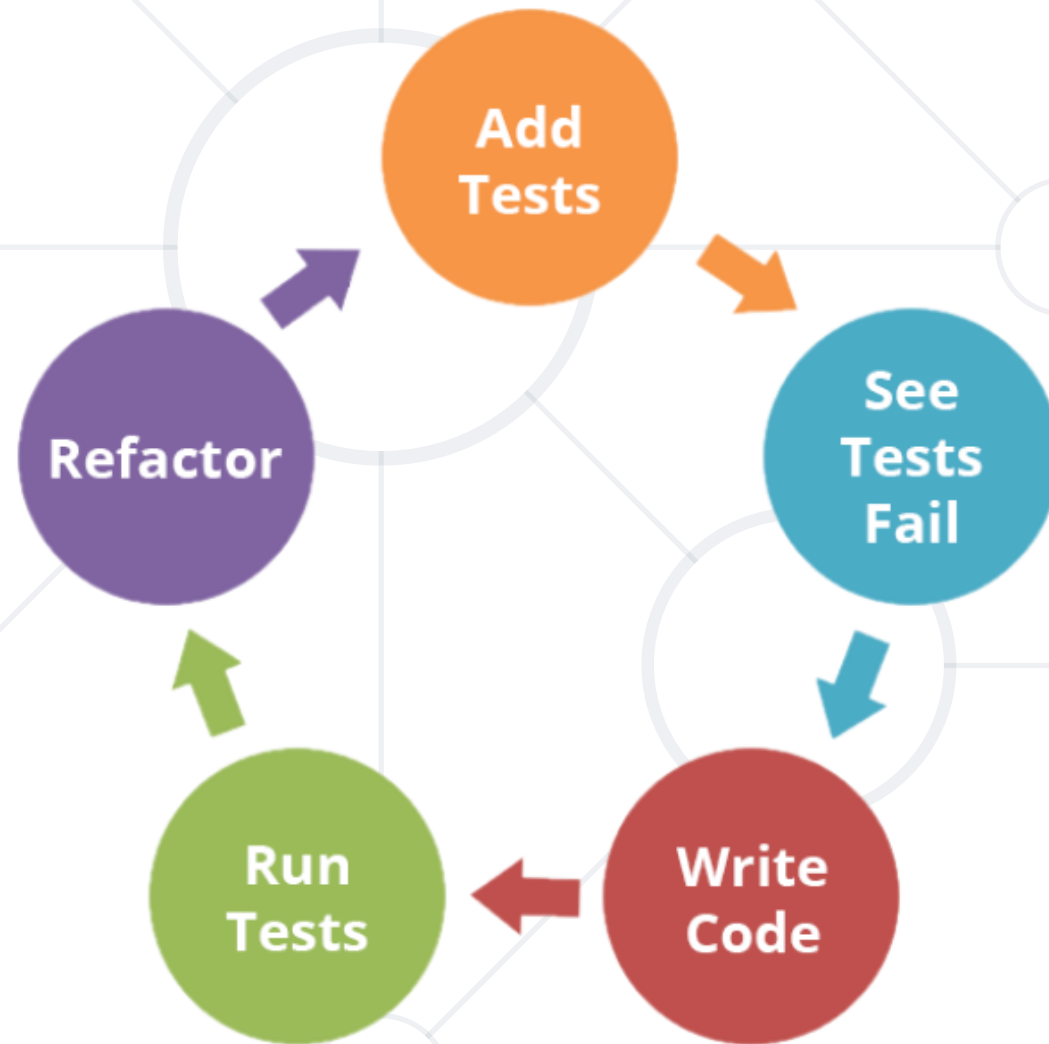 Add
Tests
See
Tests
Fail
Write
Code
Run
Tests
Refactor